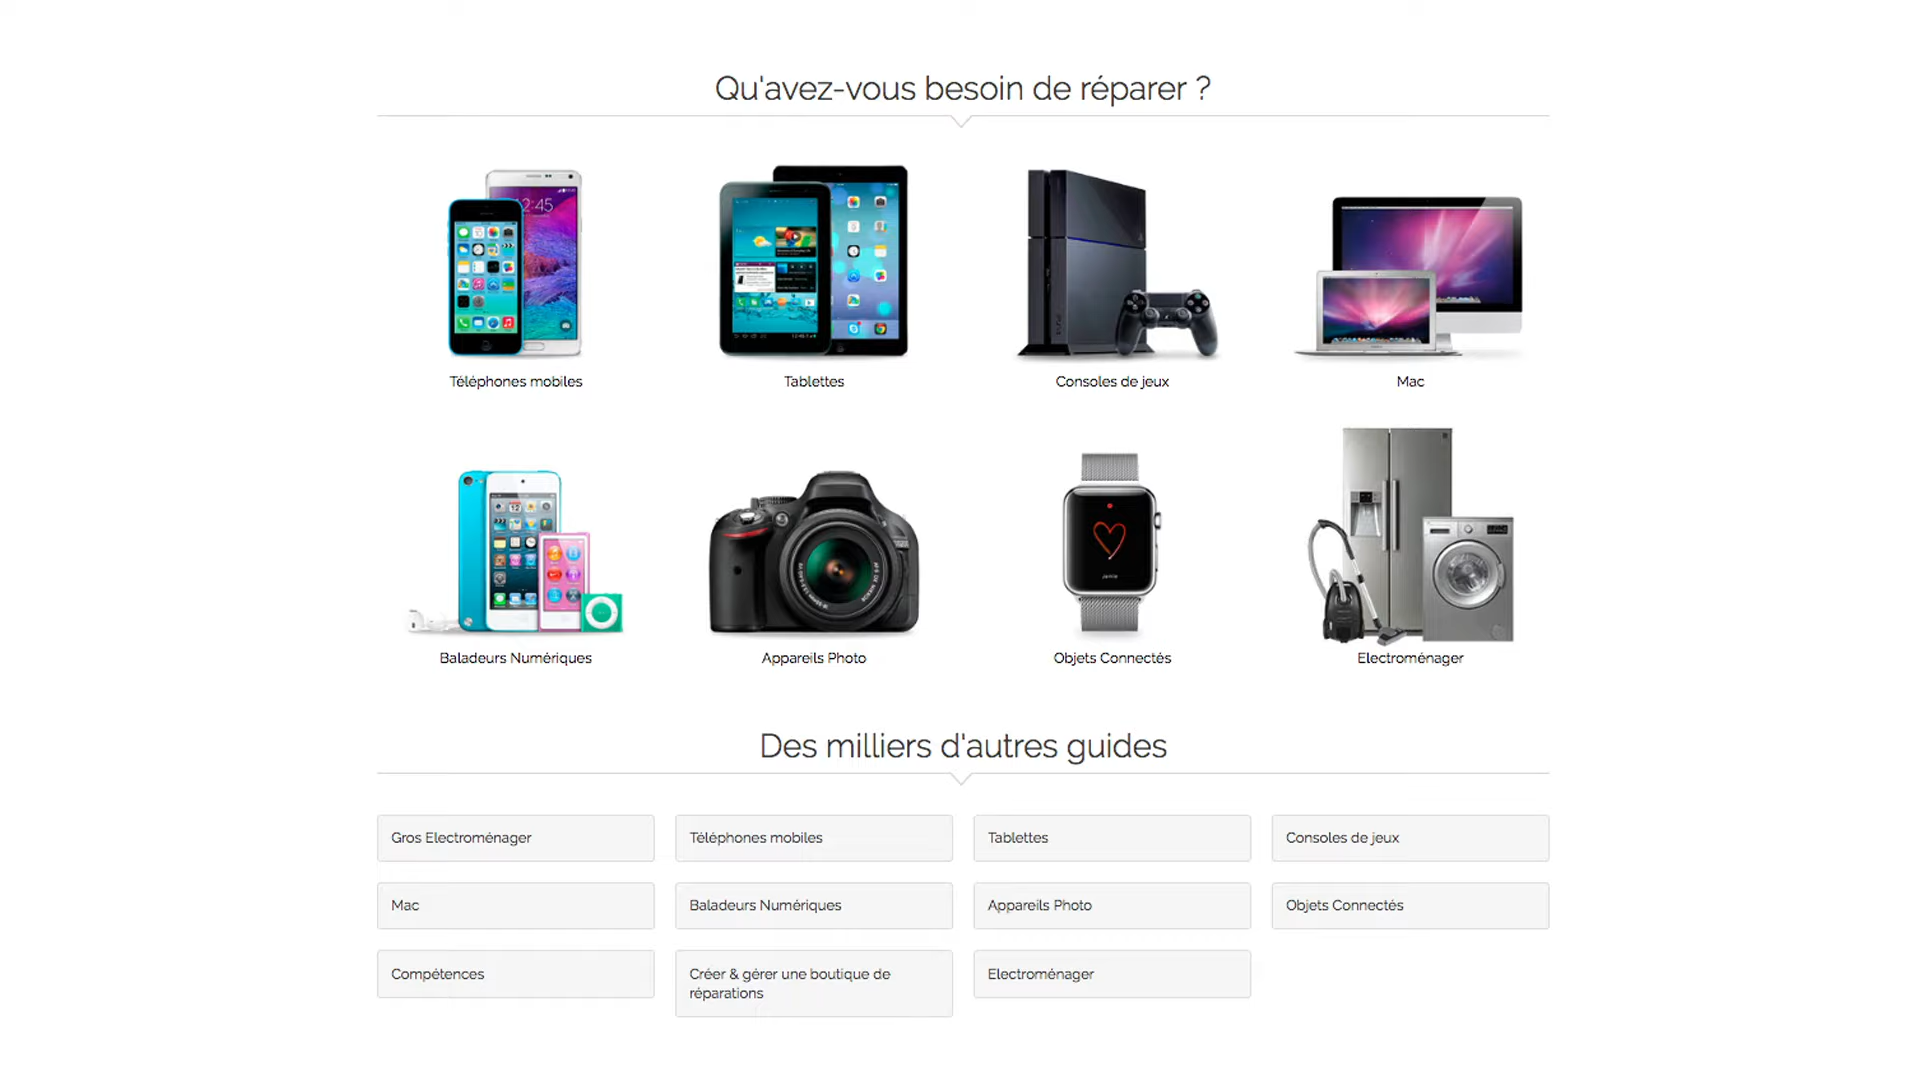 Qu'avez-vous besoin de réparer ?
12:45
Téléphones mobiles
Tablettes
Consoles de jeux
Mac
Baladeurs Numériques
Appareils Photo
Objets Connectés
Electroménager
Des milliers d'autres guides
Gros Electroménager
Téléphones mobiles
Tablettes
Consoles de jeux
Mac
Baladeurs Numériques
Appareils Photo
Objets Connectés
Compétences
Créer & gérer une boutique de
réparations
Electroménager